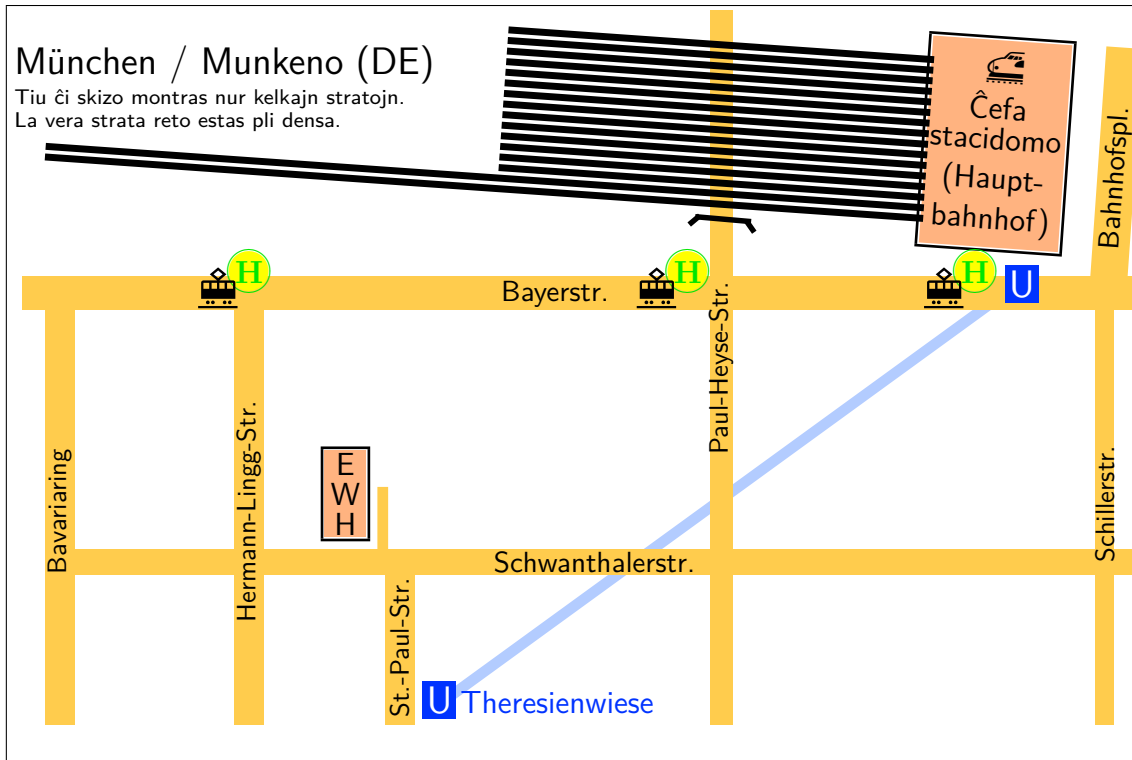 München / Munkeno (DE)
Tiu ĉi skizo montras nur kelkajn stratojn.
La vera strata reto estas pli densa.
Ĉefa
stacidomo
(Haupt-
bahnhof)
Bahnhofspl.
H
H
H
U
Bayerstr.
Paul-Heyse-Str.
Bavariaring
Hermann-Lingg-Str.
E
W
H
Schillerstr.
Schwanthalerstr.
St.-Paul-Str.
U Theresienwiese